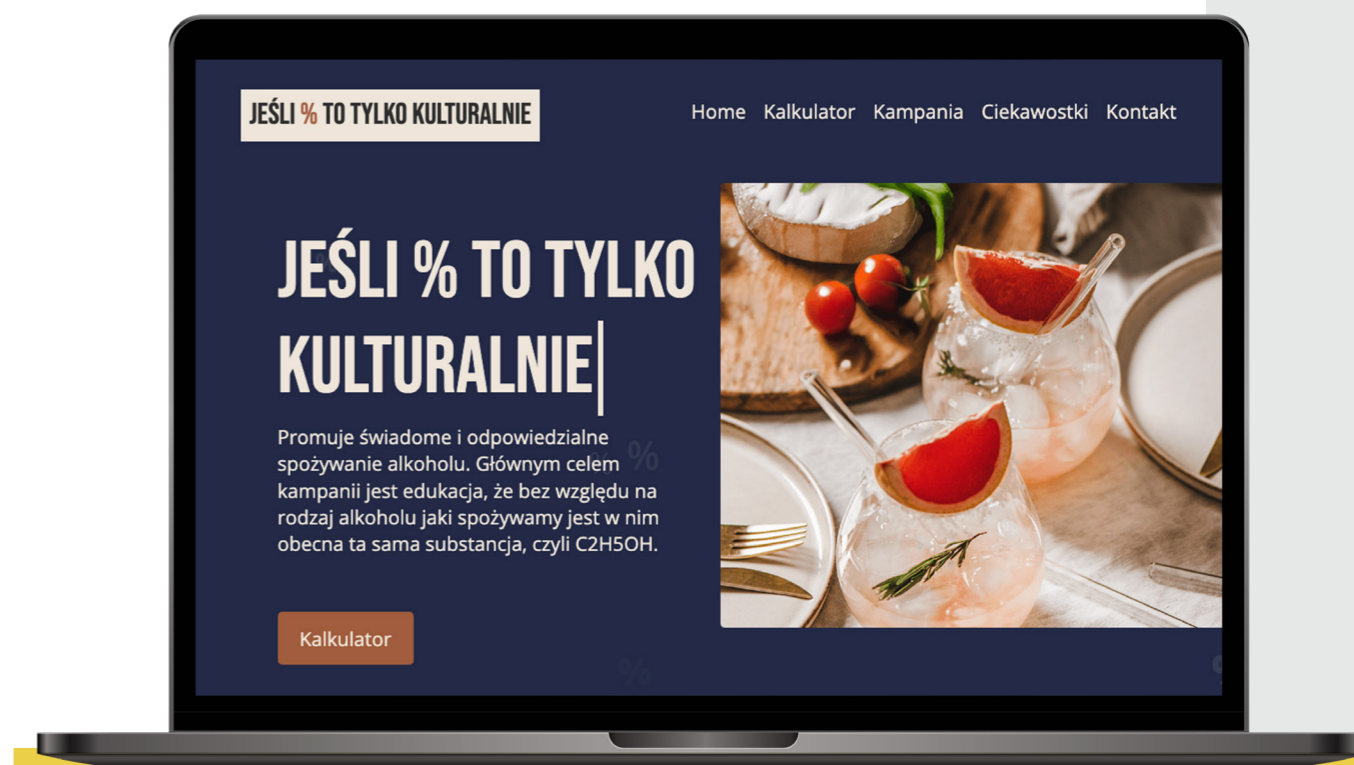 JEŚLI % TO TYLKO KULTURALNIE
Home Kalkulator Kampania Ciekawostki Kontakt
JEŚLI % TO TYLKO
KULTURALNIE
Promuje świadome i odpowiedzialne
spożywanie alkoholu. Głównym celem
kampanii jest edukacja, że bez względu na
rodzaj alkoholu jaki spożywamy jest w nim
obecna ta sama substancja, czyli C2H5OH.
% %
Kalkulator
%